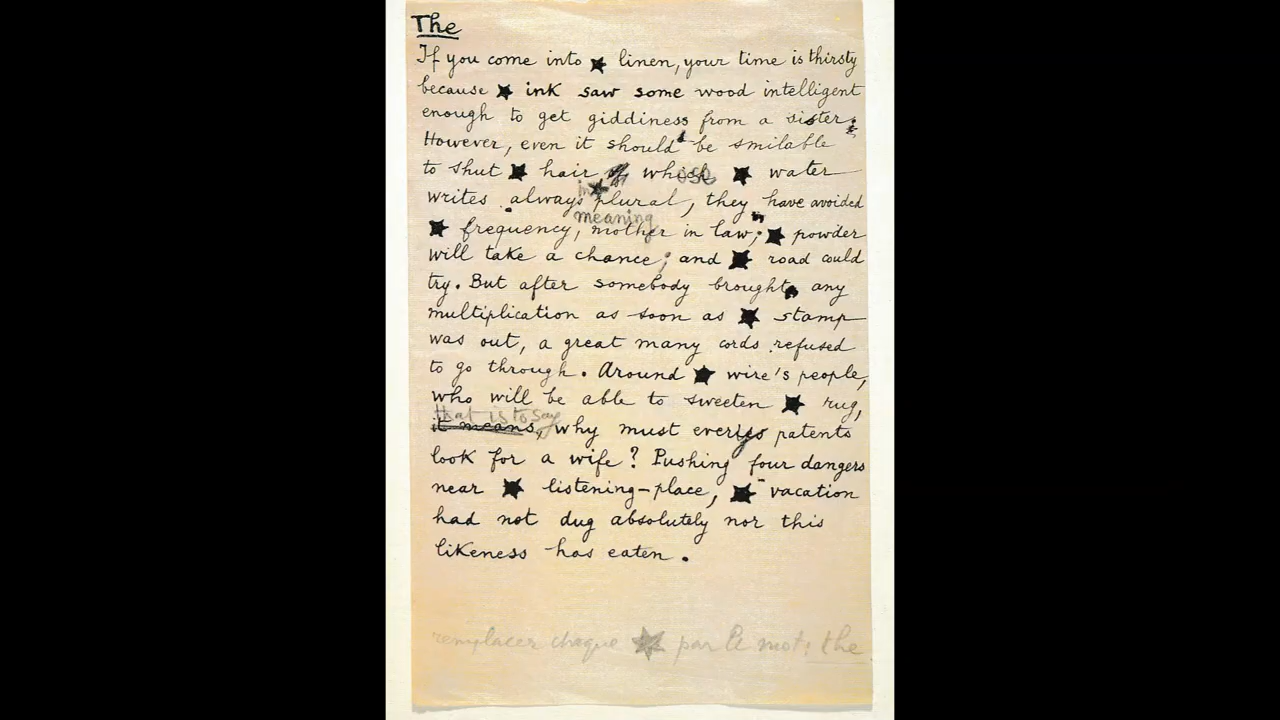 The
If you come into ★ linen, your time is thirsty
because ★ ink saw some wood intelligent
enough to get giddiness from a sister.
However, even it should be smilable
to shut ★ hair whose ★ water
writes always in ★ plural, they have avoided
★ frequency, meaning mother in law; ★ powder
will take a chance; and ★ road could
try. But after somebody brought any
multiplication as soon as ★ stamp
was out, a great many cords refused
to go through. Around ★ wire's people,
who will be able to sweeten ★ rug,
that is to say
it means, why must every patents
look for a wife? Pushing four dangers
near ★ listening-place, ★ vacation
had not dug absolutely nor this
likeness has eaten.
remplacer chaque ★ par le mot: the